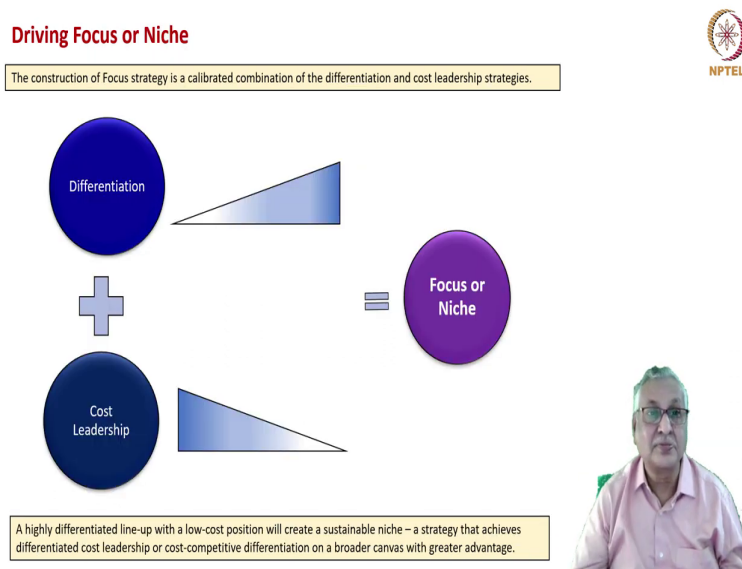 Driving Focus or Niche
NPTEL
The construction of Focus strategy is a calibrated combination of the differentiation and cost leadership strategies.
Differentiation
Focus or
Niche
Cost
Leadership
A highly differentiated line-up with a low-cost position will create a sustainable niche – a strategy that achieves
differentiated cost leadership or cost-competitive differentiation on a broader canvas with greater advantage.